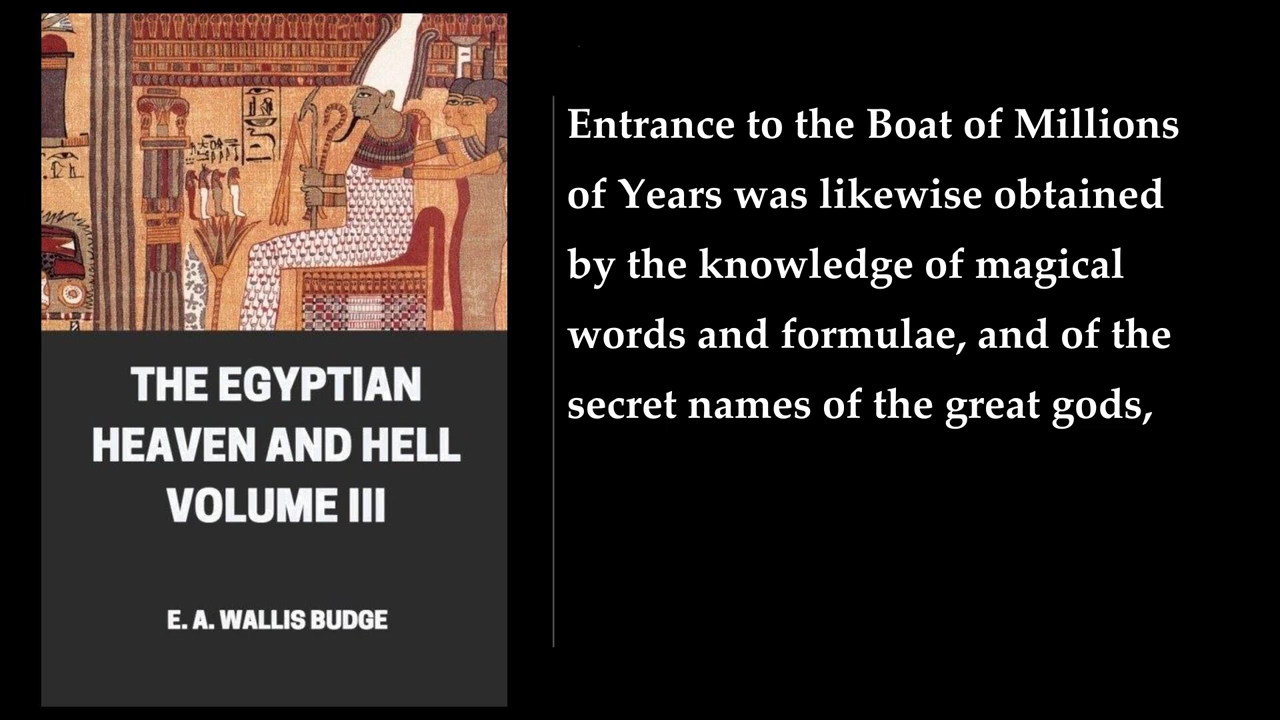 THE EGYPTIAN
HEAVEN AND HELL
VOLUME III
E. A. WALLIS BUDGE
Entrance to the Boat of Millions
of Years was likewise obtained
by the knowledge of magical
words and formulae, and of the
secret names of the great gods,